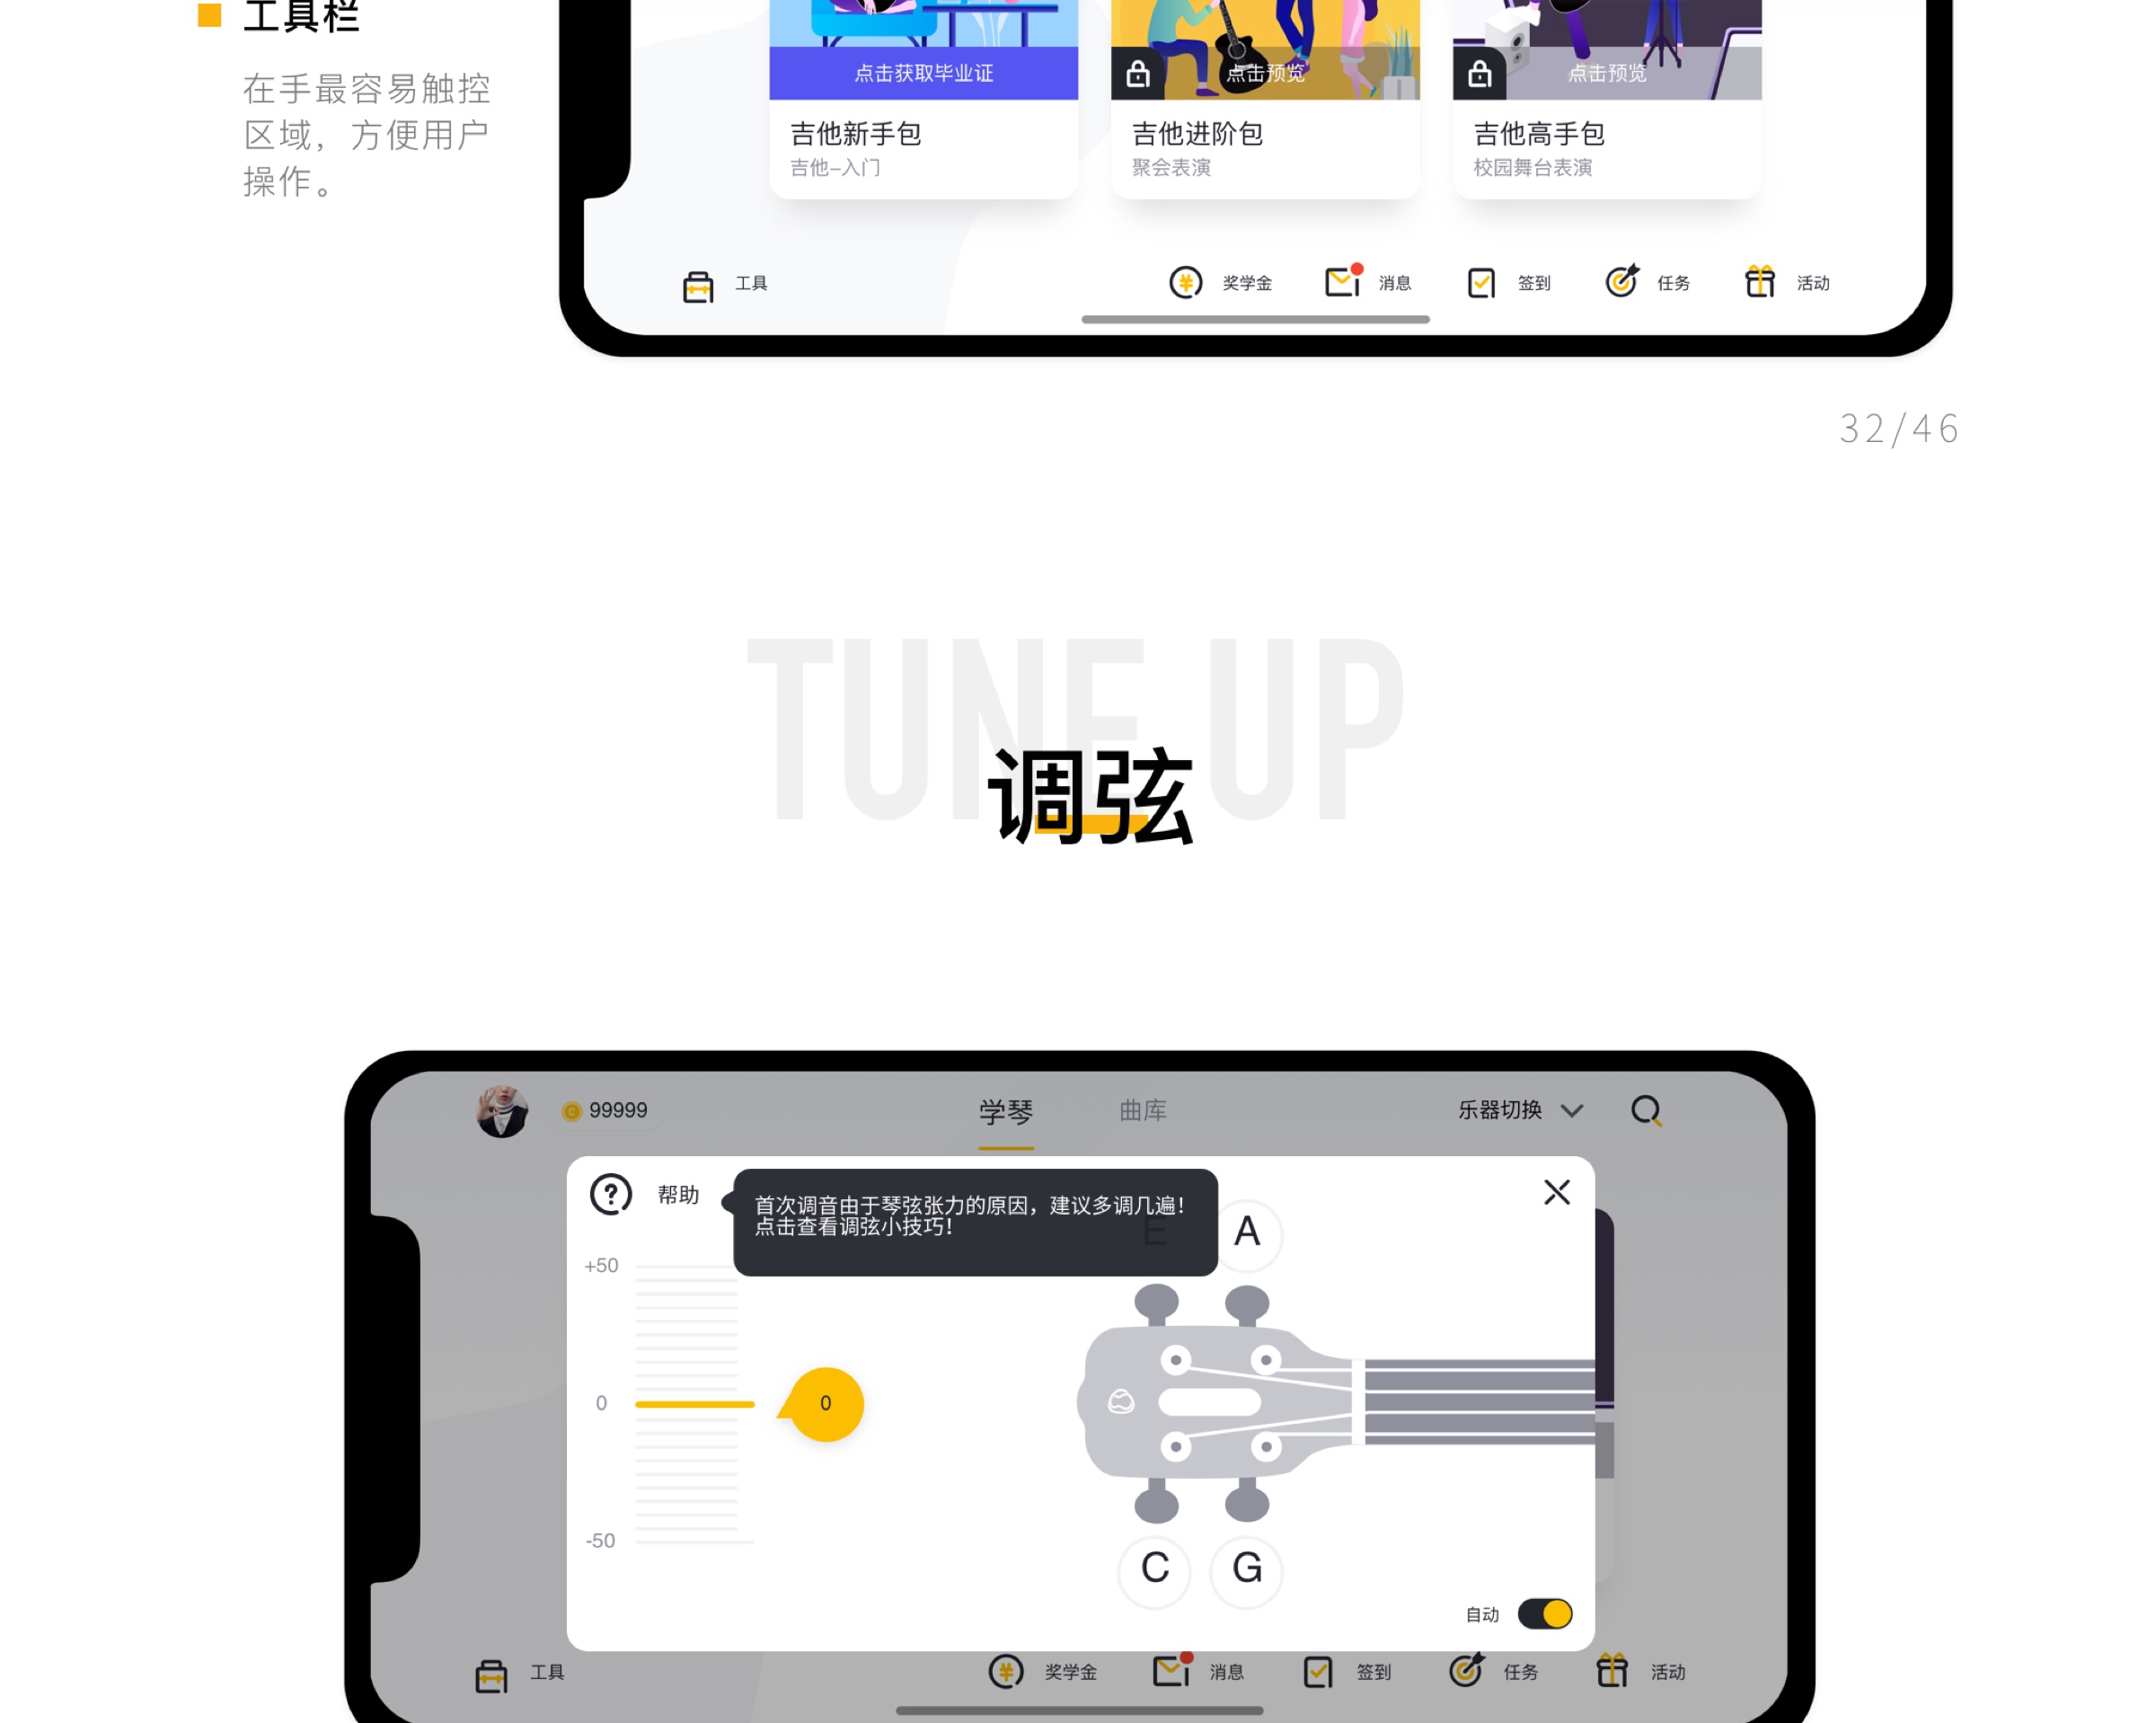 工具栏
在手最容易触控
区域，方便用户
操作。
点击获取毕业证
点击预览
点击预览
吉他新手包
吉他进阶包
吉他高手包
吉他–入门
聚会表演
校园舞台表演
工具
奖学金
消息
签到
任务
活动
32/46
TUNE UP
调弦
99999
学琴
曲库
乐器切换
帮助
首次调音由于琴弦张力的原因，建议多调几遍！
点击查看调弦小技巧！
E
A
+50
0
0
-50
C
G
自动
工具
奖学金
消息
签到
任务
活动